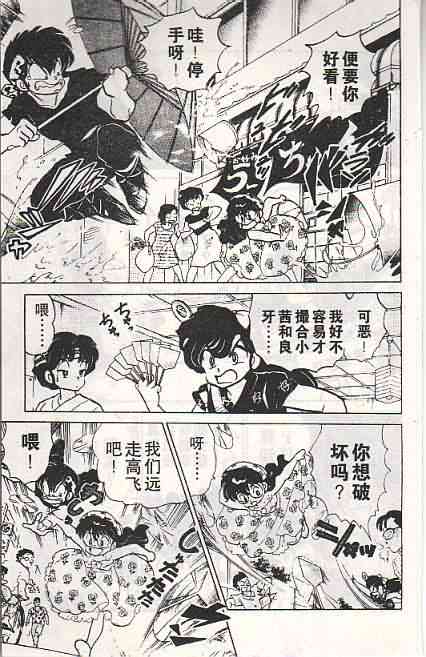 便要你
好看！
哇！停
手呀！
可恶！
我好不
容易才
撮合小
茜和良
牙……
喂……
你想破
坏吗？
呀……
我们远
走高飞
吧！
喂！